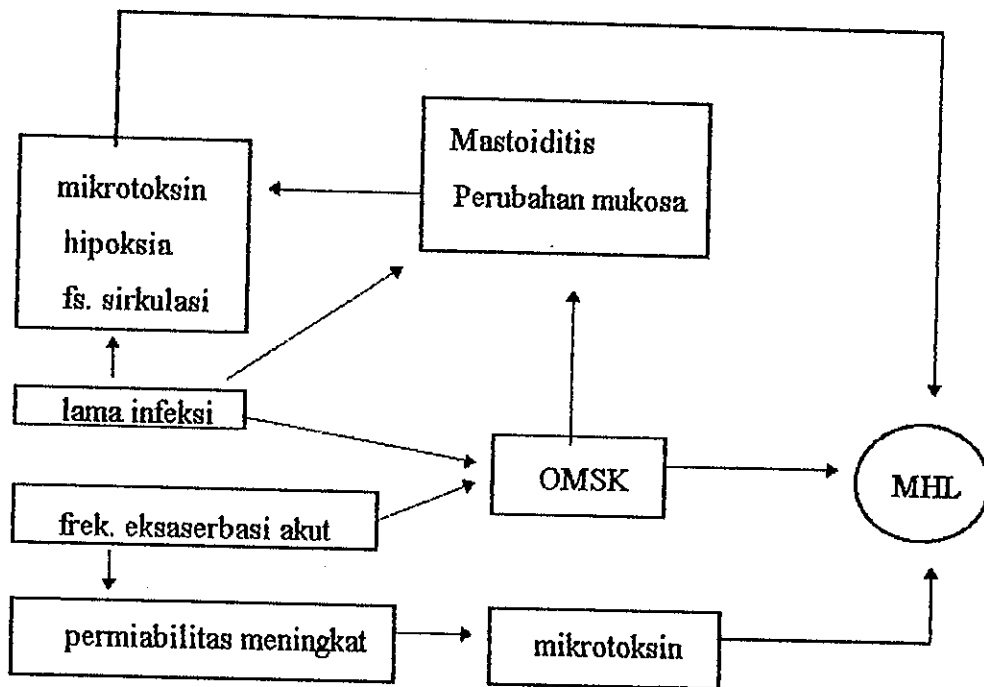 Mastoiditis
Perubahan mukosa
mikrotoksin
hipoksia
fs. sirkulasi
lama infeksi
OMSK
MHL
frek. eksaserbasi akut
permiabilitas meningkat
mikrotoksin